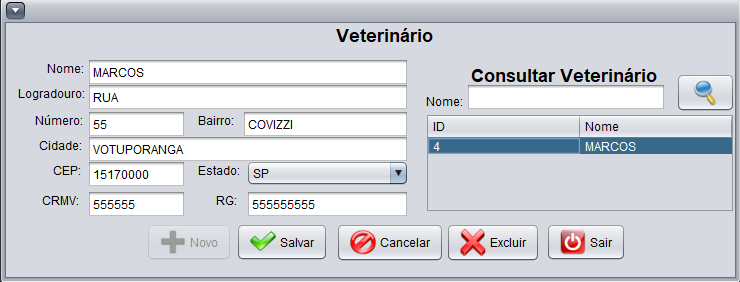 Veterinário
Nome: MARCOS
Logradouro: RUA
Número: 55 Bairro: COVIZZI
Cidade: VOTUPORANGA
CEP: 15170000 Estado: SP
CRMV: 555555 RG: 555555555
Consultar Veterinário
Nome:
ID Nome
4 MARCOS
Novo Salvar Cancelar Excluir Sair